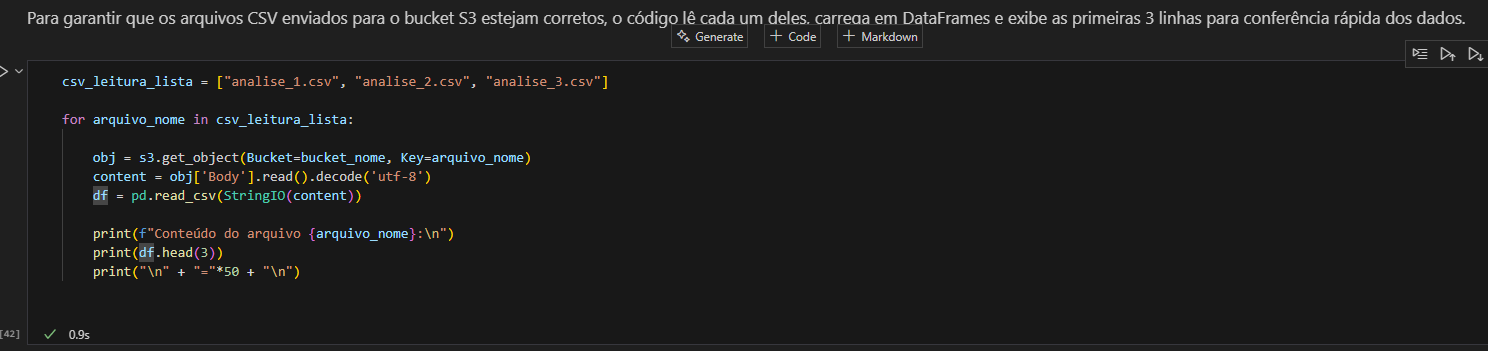 Para garantir que os arquivos CSV enviados para o bucket S3 estejam corretos, o código lê cada um deles, carrega em DataFrames e exibe as primeiras 3 linhas para conferência rápida dos dados.
Generate + Code + Markdown
csv_leitura_lista = ["analise_1.csv", "analise_2.csv", "analise_3.csv"]
for arquivo_nome in csv_leitura_lista:
obj = s3.get_object(Bucket=bucket_nome, Key=arquivo_nome)
content = obj['Body'].read().decode('utf-8')
df = pd.read_csv(StringIO(content))
print(f"Conteúdo do arquivo {arquivo_nome}:\n")
print(df.head(3))
print("\n" + "="*50 + "\n")
[42] 0.9s